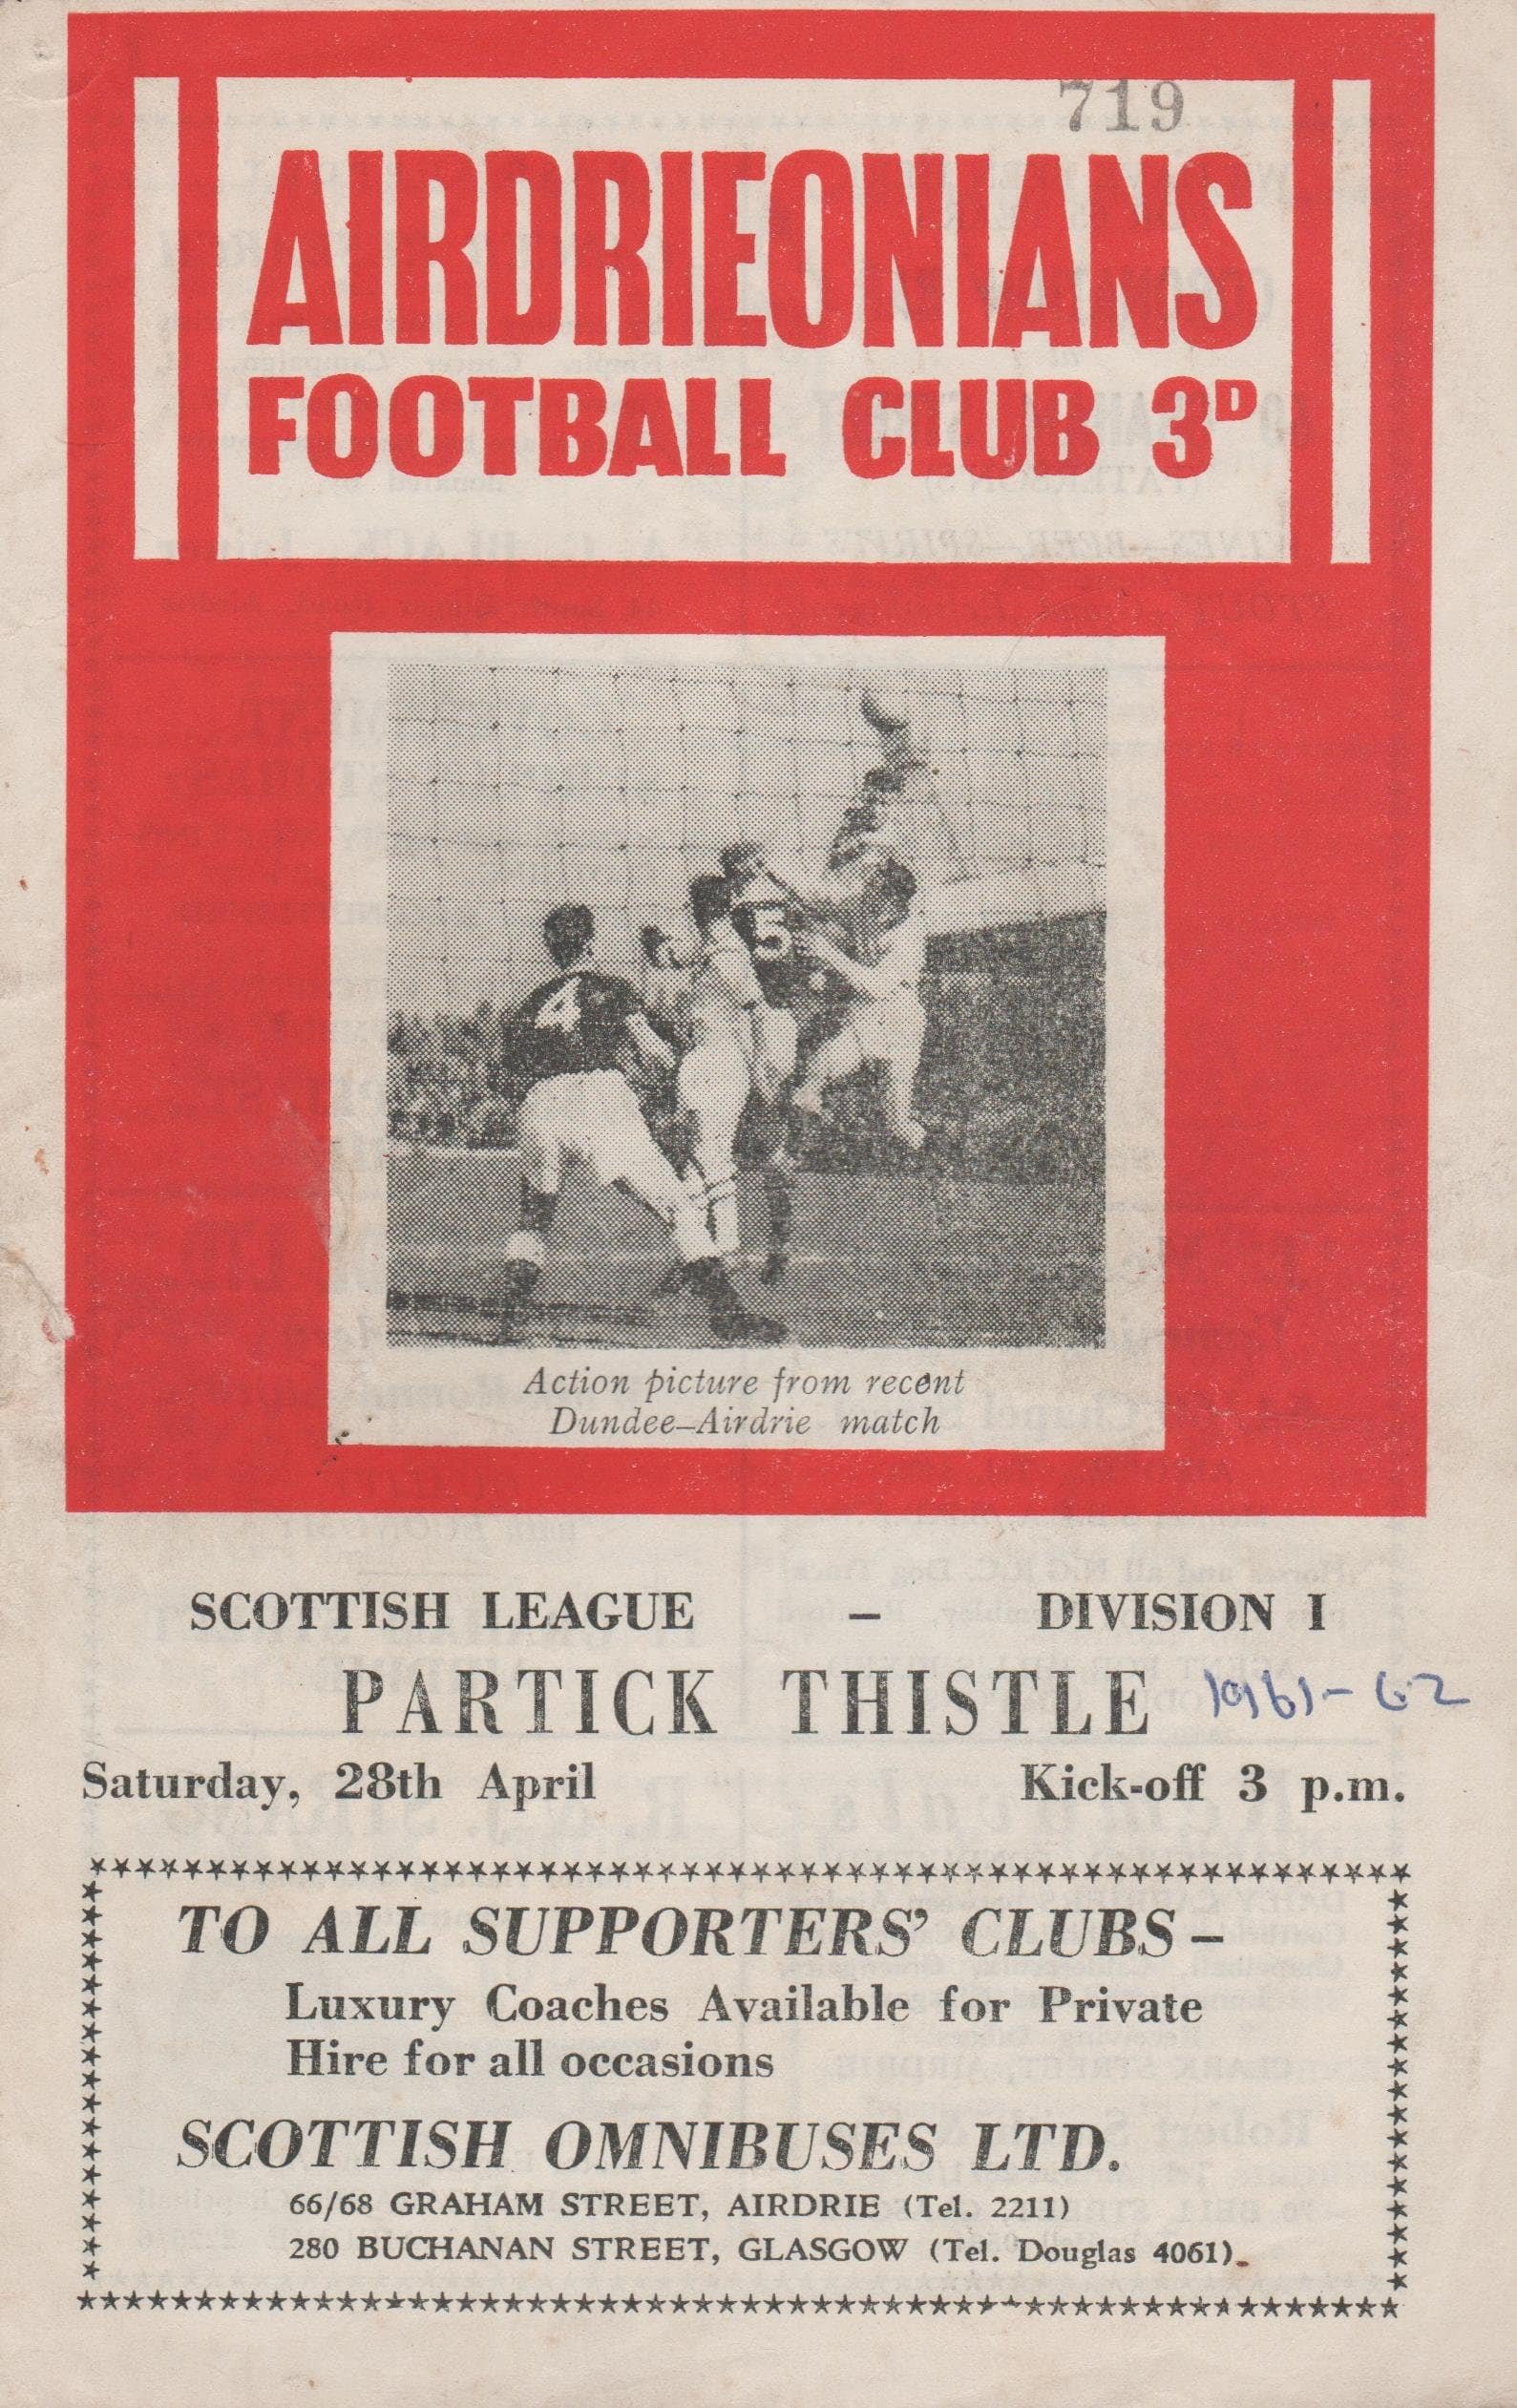 719
AIRDRIEONIANS
FOOTBALL CLUB 3D
5
4
Action picture from recent
Dundee–Airdrie match
SCOTTISH LEAGUE – DIVISION I
PARTICK THISTLE 1961-62
Saturday, 28th April Kick-off 3 p.m.
TO ALL SUPPORTERS' CLUBS –
Luxury Coaches Available for Private
Hire for all occasions
SCOTTISH OMNIBUSES LTD.
66/68 GRAHAM STREET, AIRDRIE (Tel. 2211)
280 BUCHANAN STREET, GLASGOW (Tel. Douglas 4061).